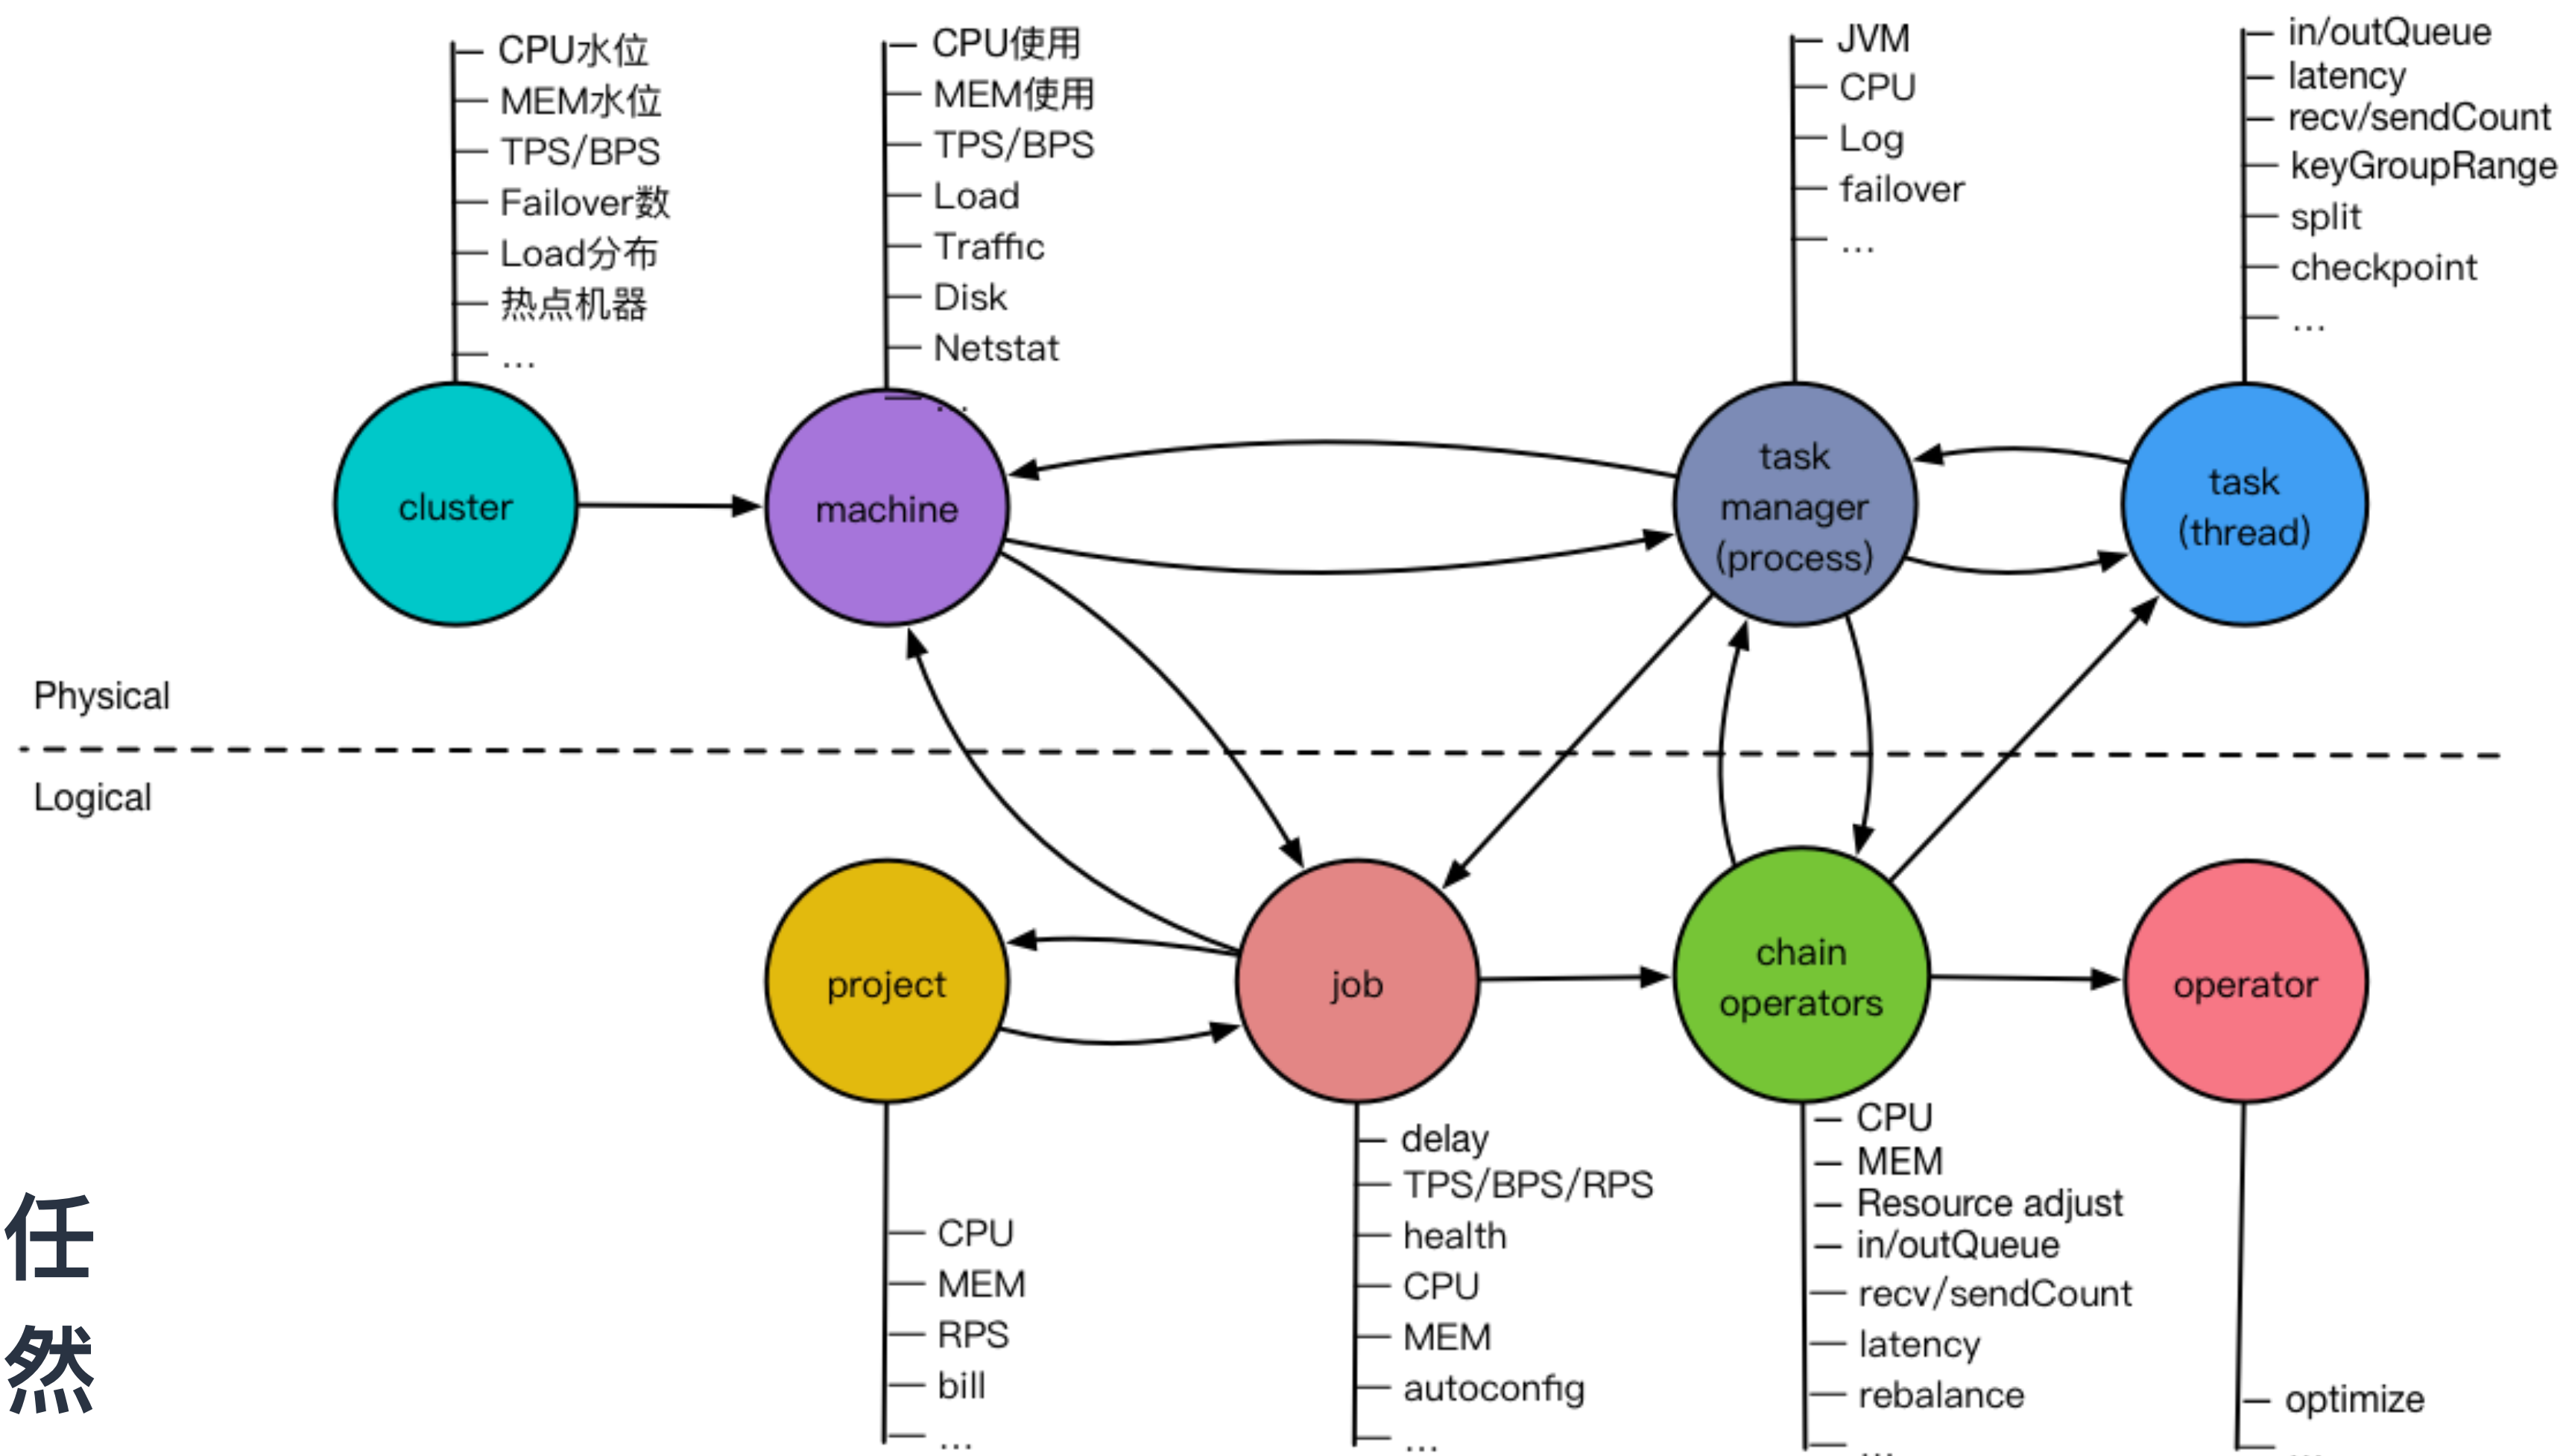 CPU水位
MEM水位
TPS/BPS
Failover数
Load分布
热点机器
...
CPU使用
MEM使用
TPS/BPS
Load
Traffic
Disk
Netstat
...
JVM
CPU
Log
failover
...
in/outQueue
latency
recv/sendCount
keyGroupRange
split
checkpoint
...
cluster
machine
task
manager
(process)
task
(thread)
Physical
Logical
project
job
chain
operators
operator
CPU
MEM
RPS
bill
...
delay
TPS/BPS/RPS
health
CPU
MEM
autoconfig
...
CPU
MEM
Resource adjust
in/outQueue
recv/sendCount
latency
rebalance
...
optimize
...
任
然